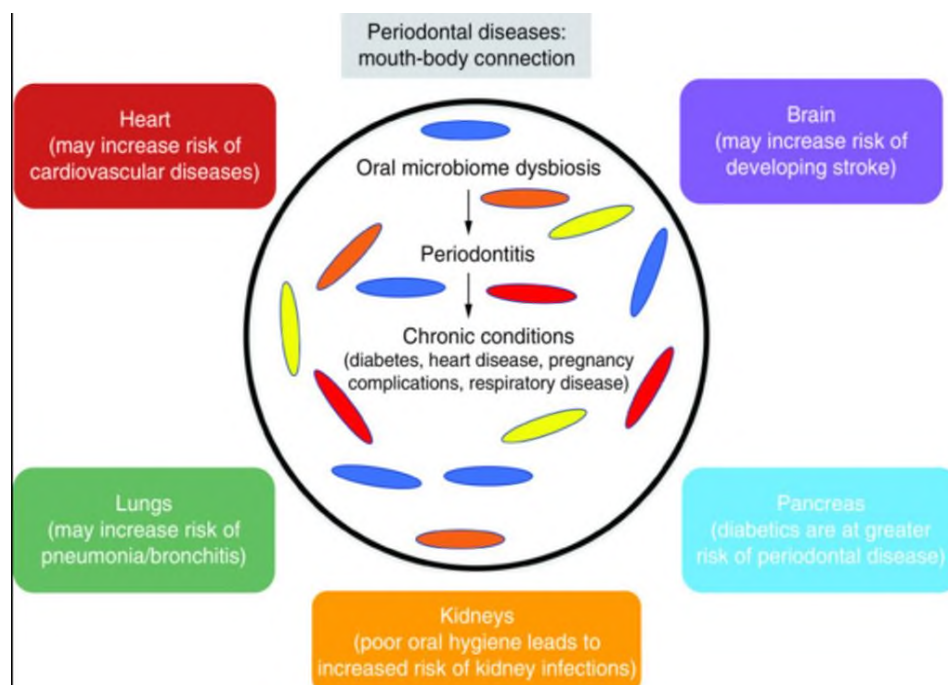 Periodontal diseases:
mouth-body connection
Heart
(may increase risk of
cardiovascular diseases)
Brain
(may increase risk of
developing stroke)
Oral microbiome dysbiosis
Periodontitis
Chronic conditions
(diabetes, heart disease, pregnancy
complications, respiratory disease)
Lungs
(may increase risk of
pneumonia/bronchitis)
Pancreas
(diabetics are at greater
risk of periodontal disease)
Kidneys
(poor oral hygiene leads to
increased risk of kidney infections)